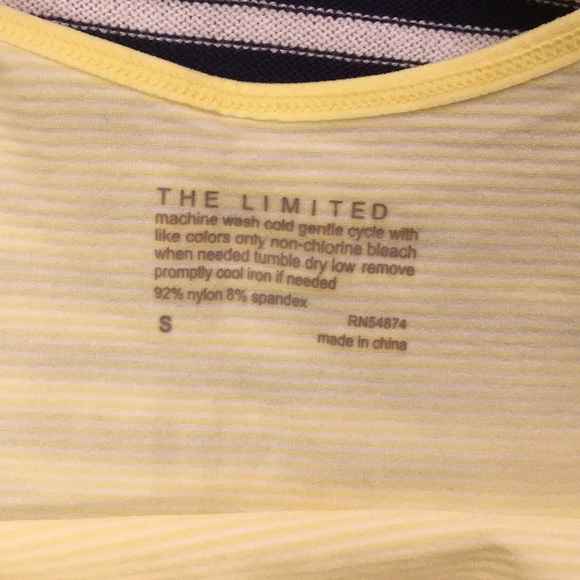 THE LIMITED
machine wash cold gentle cycle with
like colors only non-chlorine bleach
when needed tumble dry low remove
promptly cool iron if needed
92% nylon 8% spandex
S RN54874
made in china